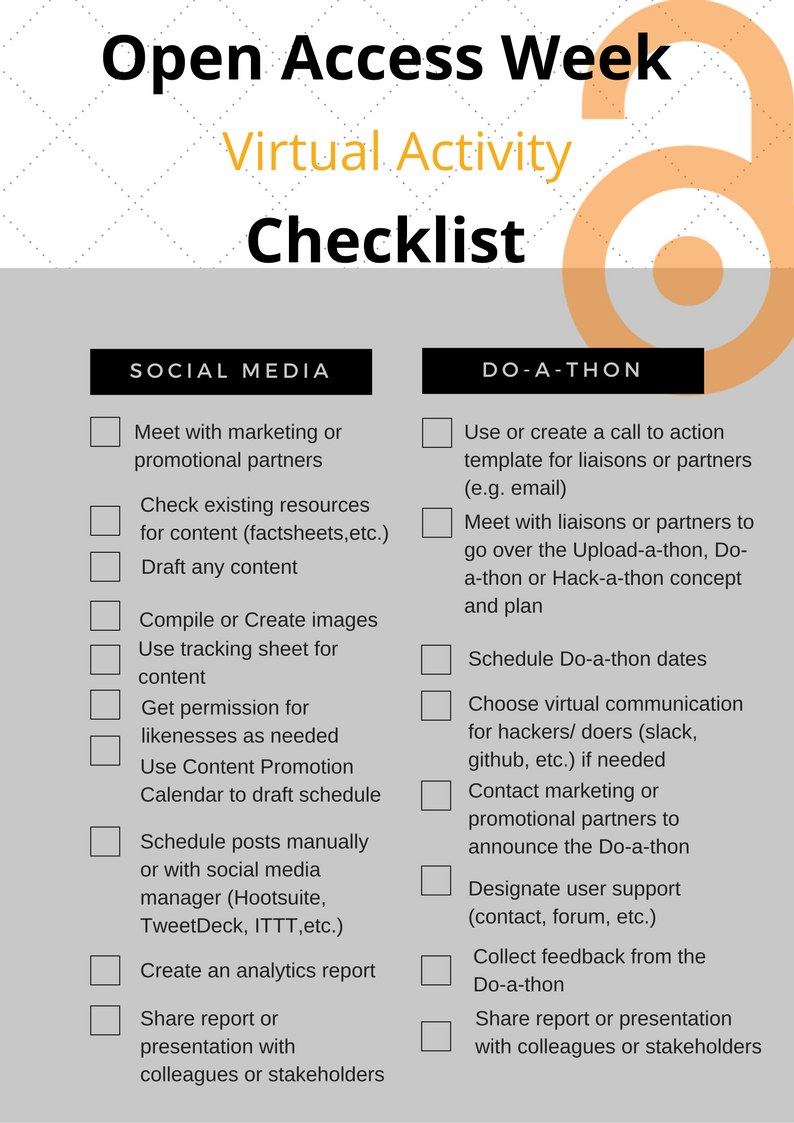 Open Access Week
Virtual Activity
Checklist
SOCIAL MEDIA
Meet with marketing or
promotional partners
Check existing resources
for content (factsheets,etc.)
Draft any content
Compile or Create images
Use tracking sheet for
content
Get permission for
likenesses as needed
Use Content Promotion
Calendar to draft schedule
Schedule posts manually
or with social media
manager (Hootsuite,
TweetDeck, ITTT,etc.)
Create an analytics report
Share report or
presentation with
colleagues or stakeholders
DO-A-THON
Use or create a call to action
template for liaisons or partners
(e.g. email)
Meet with liaisons or partners to
go over the Upload-a-thon, Do-
a-thon or Hack-a-thon concept
and plan
Schedule Do-a-thon dates
Choose virtual communication
for hackers/ doers (slack,
github, etc.) if needed
Contact marketing or
promotional partners to
announce the Do-a-thon
Designate user support
(contact, forum, etc.)
Collect feedback from the
Do-a-thon
Share report or presentation
with colleagues or stakeholders